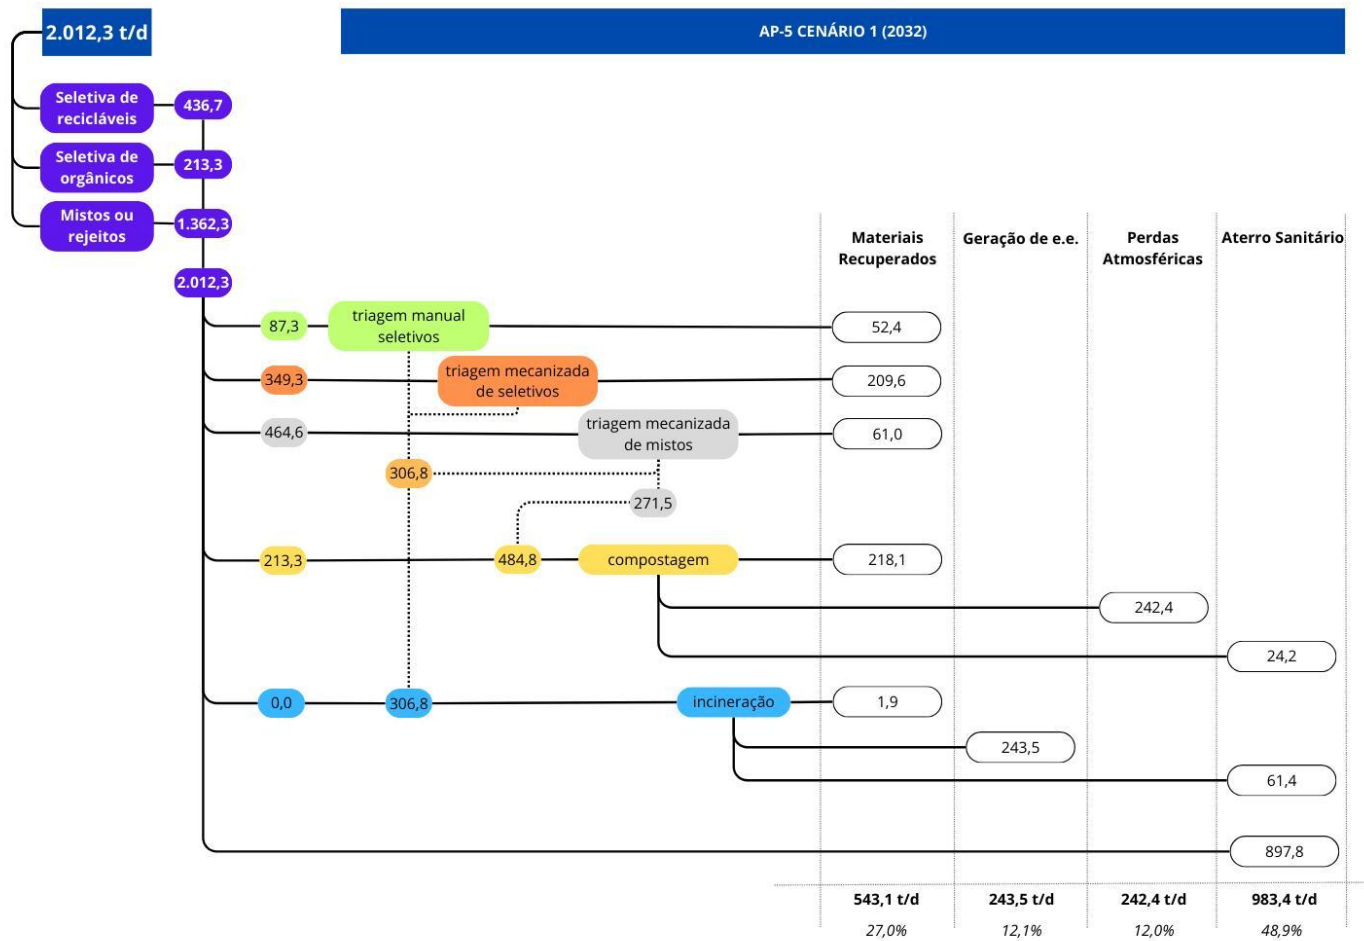 2.012,3 t/d
AP-5 CENÁRIO 1 (2032)
Seletiva de
recicláveis
436,7
Seletiva de
orgânicos
213,3
Mistos ou
rejeitos
1.362,3
2.012,3
Materiais
Recuperados
Geração de e.e.
Perdas
Atmosféricas
Aterro Sanitário
87,3
triagem manual
seletivos
52,4
349,3
triagem mecanizada
de seletivos
209,6
464,6
triagem mecanizada
de mistos
61,0
306,8
271,5
213,3
484,8
compostagem
218,1
242,4
24,2
0,0
306,8
incineração
1,9
243,5
61,4
897,8
543,1 t/d
243,5 t/d
242,4 t/d
983,4 t/d
27,0%
12,1%
12,0%
48,9%